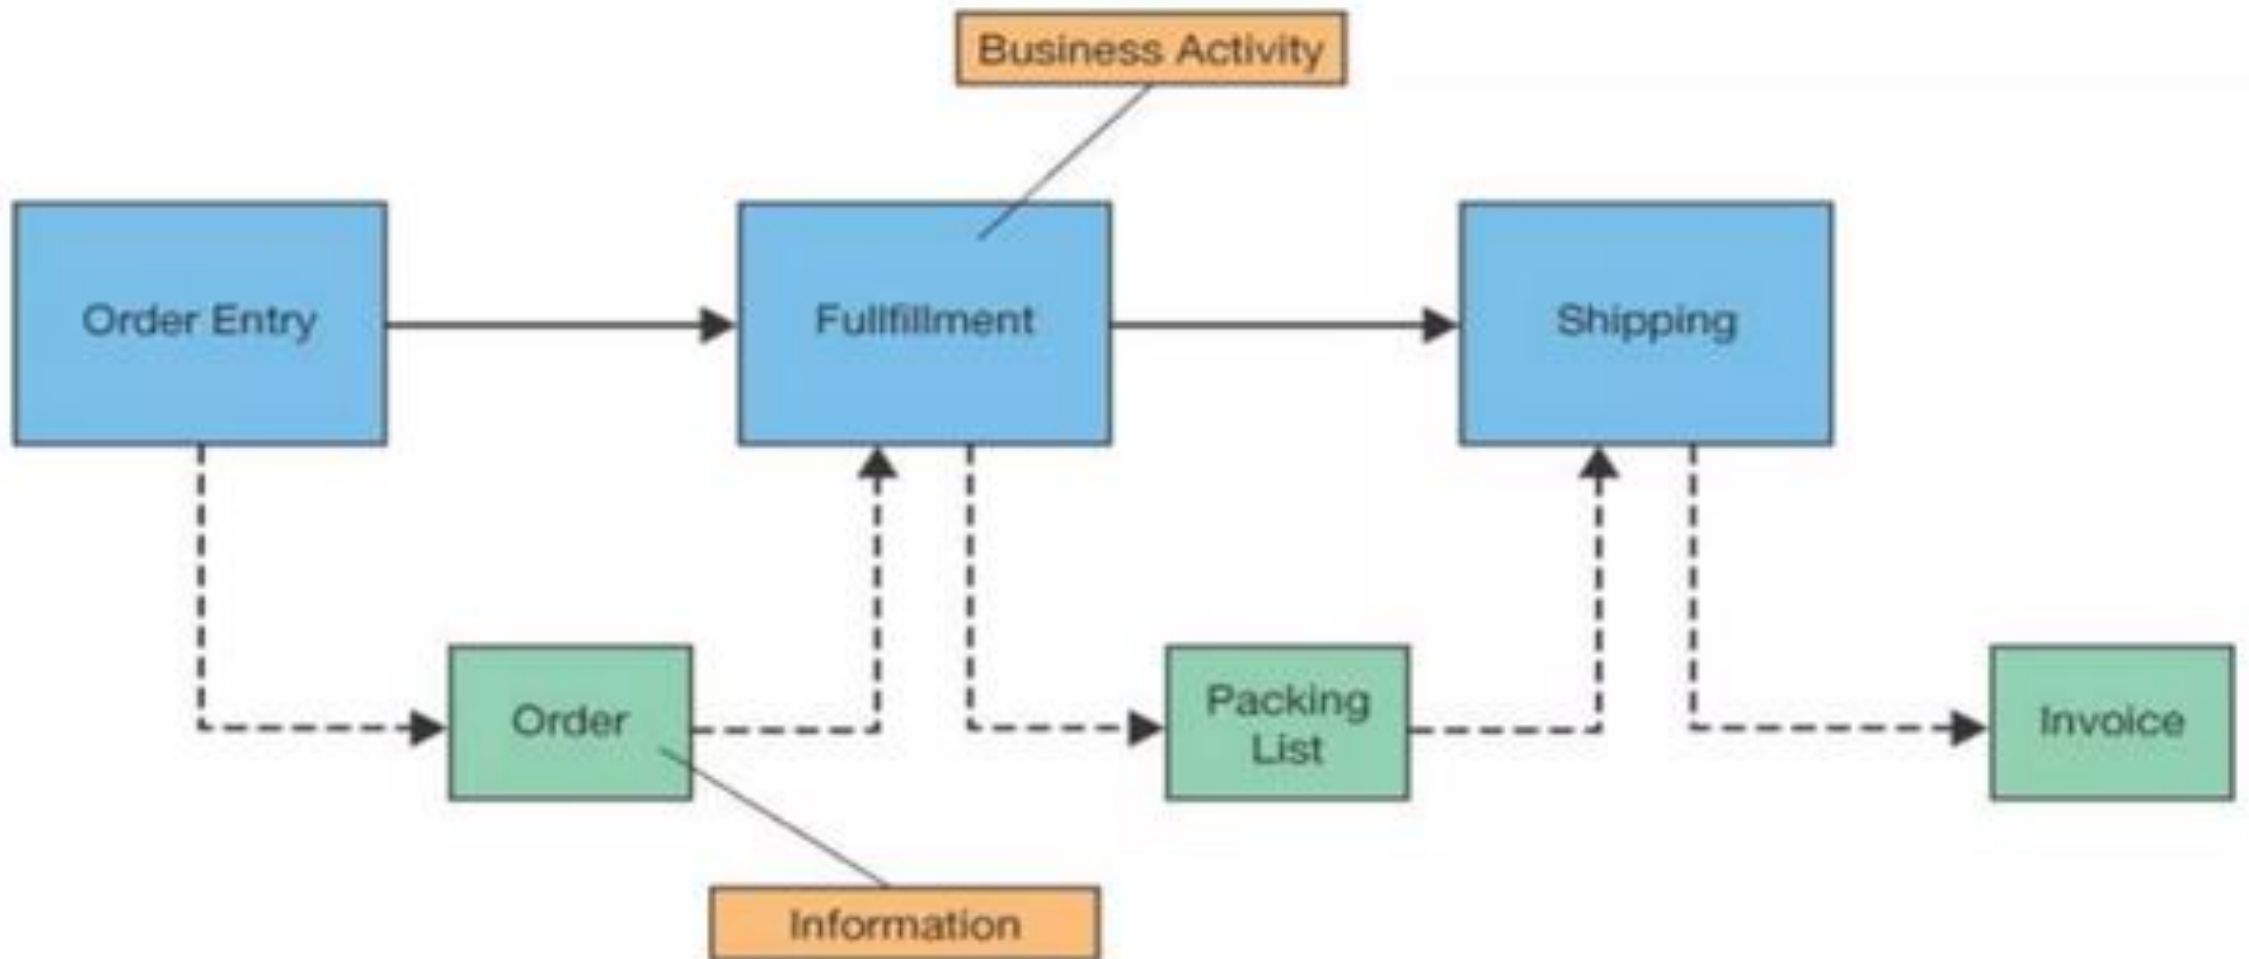 Business Activity
Order Entry
Fullfillment
Shipping
Order
Packing
List
Invoice
Information